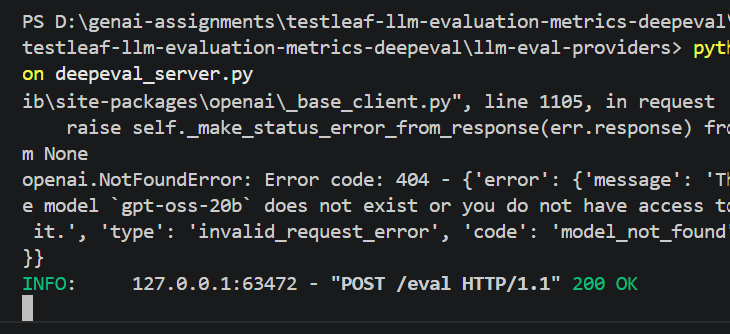 PS D:\genai-assignments\testleaf-llm-evaluation-metrics-deepeval\
testleaf-llm-evaluation-metrics-deepeval\llm-eval-providers> pyth
on deepeval_server.py
ib\site-packages\openai\_base_client.py", line 1105, in request
    raise self._make_status_error_from_response(err.response) fro
m None
openai.NotFoundError: Error code: 404 - {'error': {'message': 'Th
e model `gpt-oss-20b` does not exist or you do not have access to
 it.', 'type': 'invalid_request_error', 'code': 'model_not_found'
}}
INFO:     127.0.0.1:63472 - "POST /eval HTTP/1.1" 200 OK